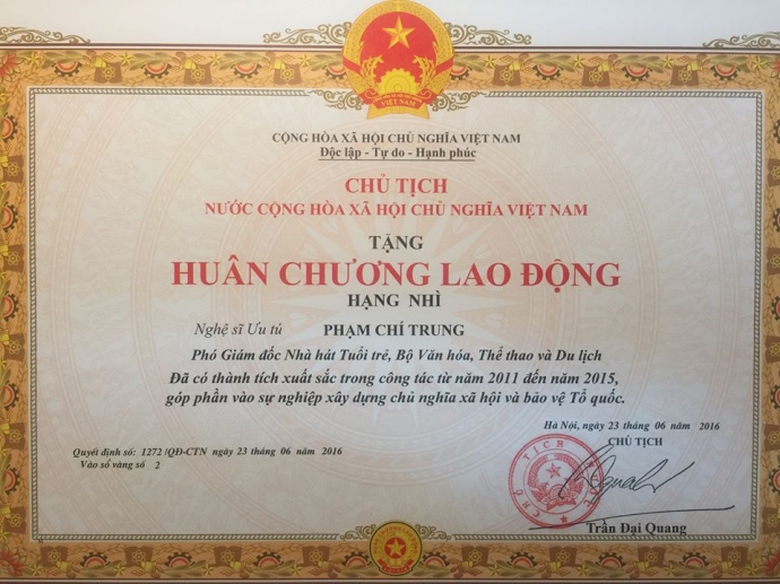 VIỆT NAM
CỘNG HÒA XÃ HỘI CHỦ NGHĨA VIỆT NAM
Độc lập - Tự do - Hạnh phúc
CHỦ TỊCH
NƯỚC CỘNG HÒA XÃ HỘI CHỦ NGHĨA VIỆT NAM
TẶNG
HUÂN CHƯƠNG LAO ĐỘNG
HẠNG NHÌ
Nghệ sĩ Ưu tú PHẠM CHÍ TRUNG
Phó Giám đốc Nhà hát Tuổi trẻ, Bộ Văn hóa, Thể thao và Du lịch
Đã có thành tích xuất sắc trong công tác từ năm 2011 đến năm 2015,
góp phần vào sự nghiệp xây dựng chủ nghĩa xã hội và bảo vệ Tổ quốc.
Hà Nội, ngày 23 tháng 06 năm 2016
CHỦ TỊCH
Quyết định số: 1272 /QĐ-CTN ngày 23 tháng 06 năm 2016
Vào sổ vàng số 2
CHỦ TỊCH NƯỚC
Trần Đại Quang